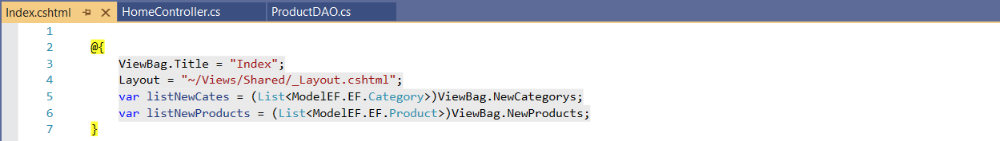 Index.cshtml HomeController.cs ProductDAO.cs
1
2 @{
3 ViewBag.Title = "Index";
4 Layout = "~/Views/Shared/_Layout.cshtml";
5 var listNewCates = (List<ModelEF.EF.Category>)ViewBag.NewCategorys;
6 var listNewProducts = (List<ModelEF.EF.Product>)ViewBag.NewProducts;
7 }